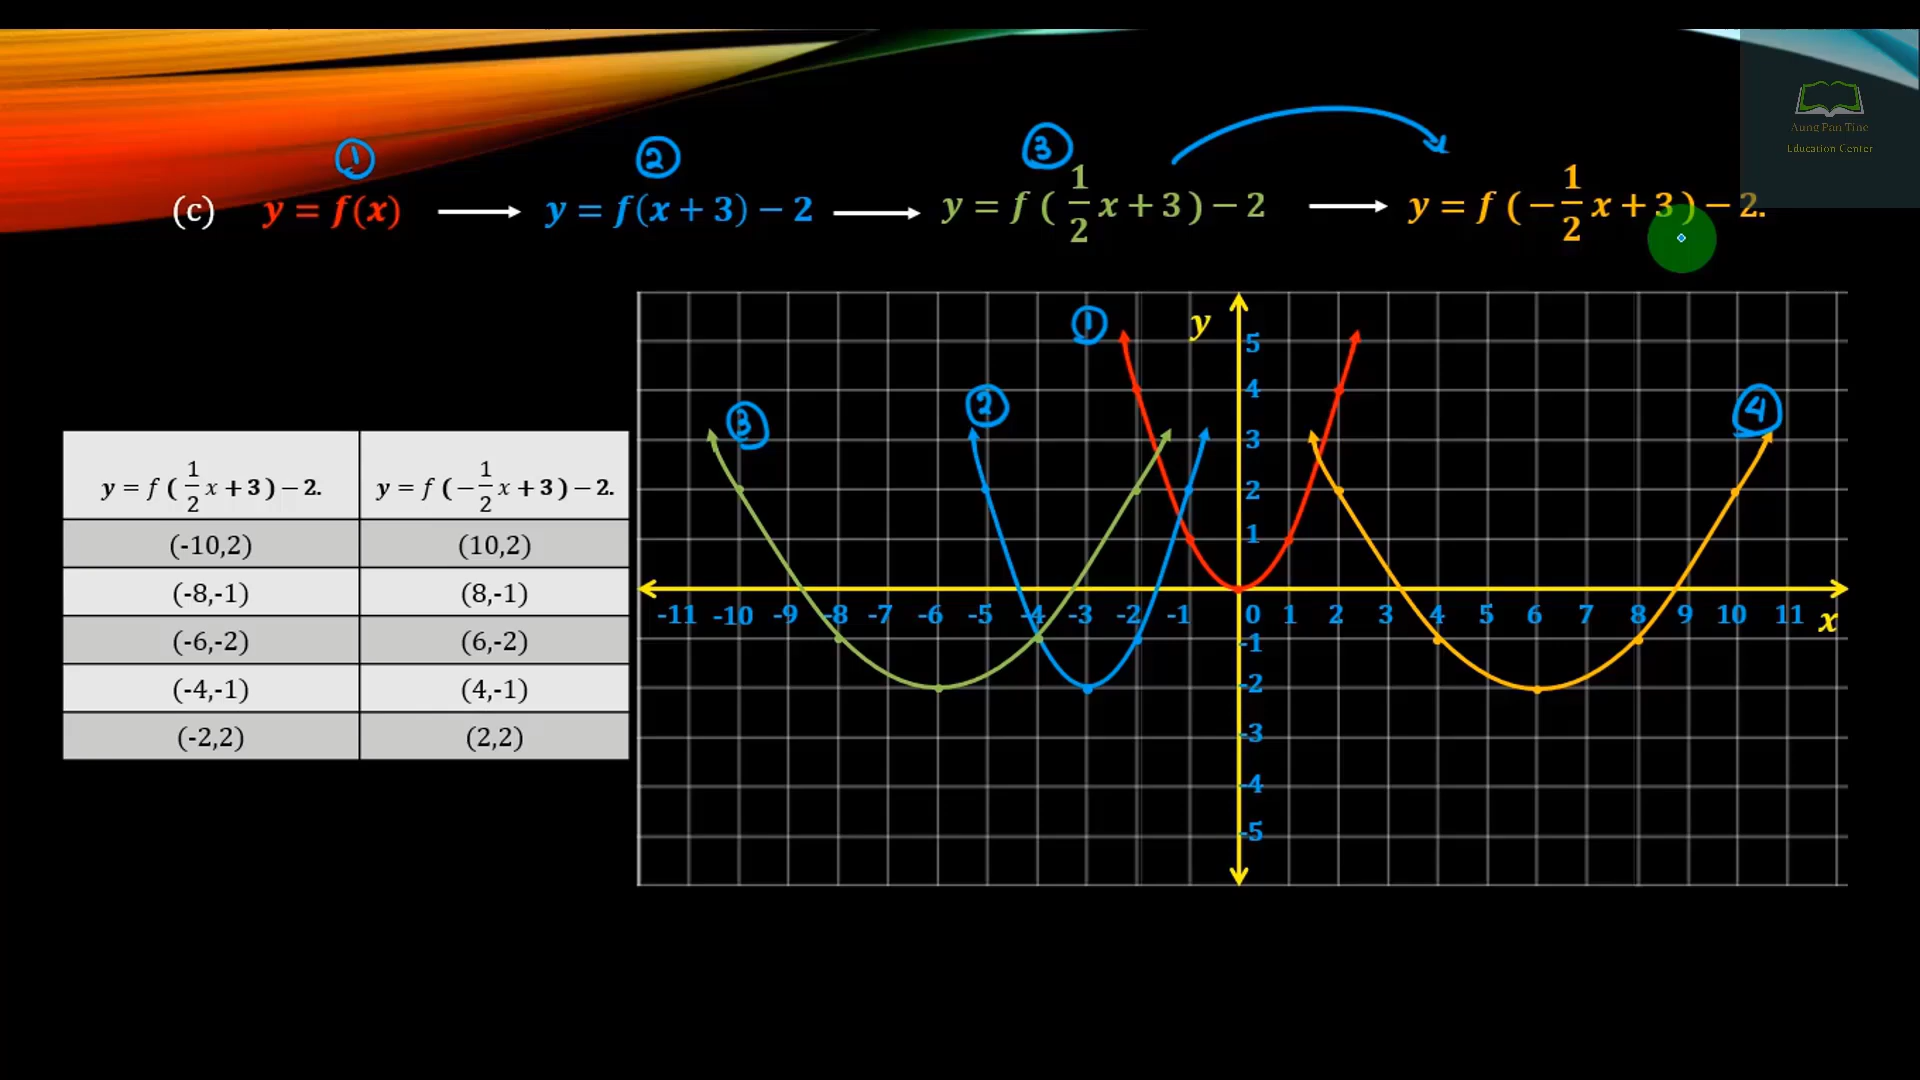 Aung Pan Tine
Education Center
① ② ③
(c) y = f(x) ⟶ y = f(x + 3) − 2 ⟶ y = f ( 1/2 x + 3 ) − 2 ⟶ y = f ( − 1/2 x + 3 ) − 2.
y = f ( 1/2 x + 3 ) − 2. y = f ( − 1/2 x + 3 ) − 2.
(-10,2) (10,2)
(-8,-1) (8,-1)
(-6,-2) (6,-2)
(-4,-1) (4,-1)
(-2,2) (2,2)
① y
5
② 4 ④
③ 3
2
1
-11 -10 -9 -8 -7 -6 -5 -4 -3 -2 -1 0 1 2 3 4 5 6 7 8 9 10 11 x
-1
-2
-3
-4
-5